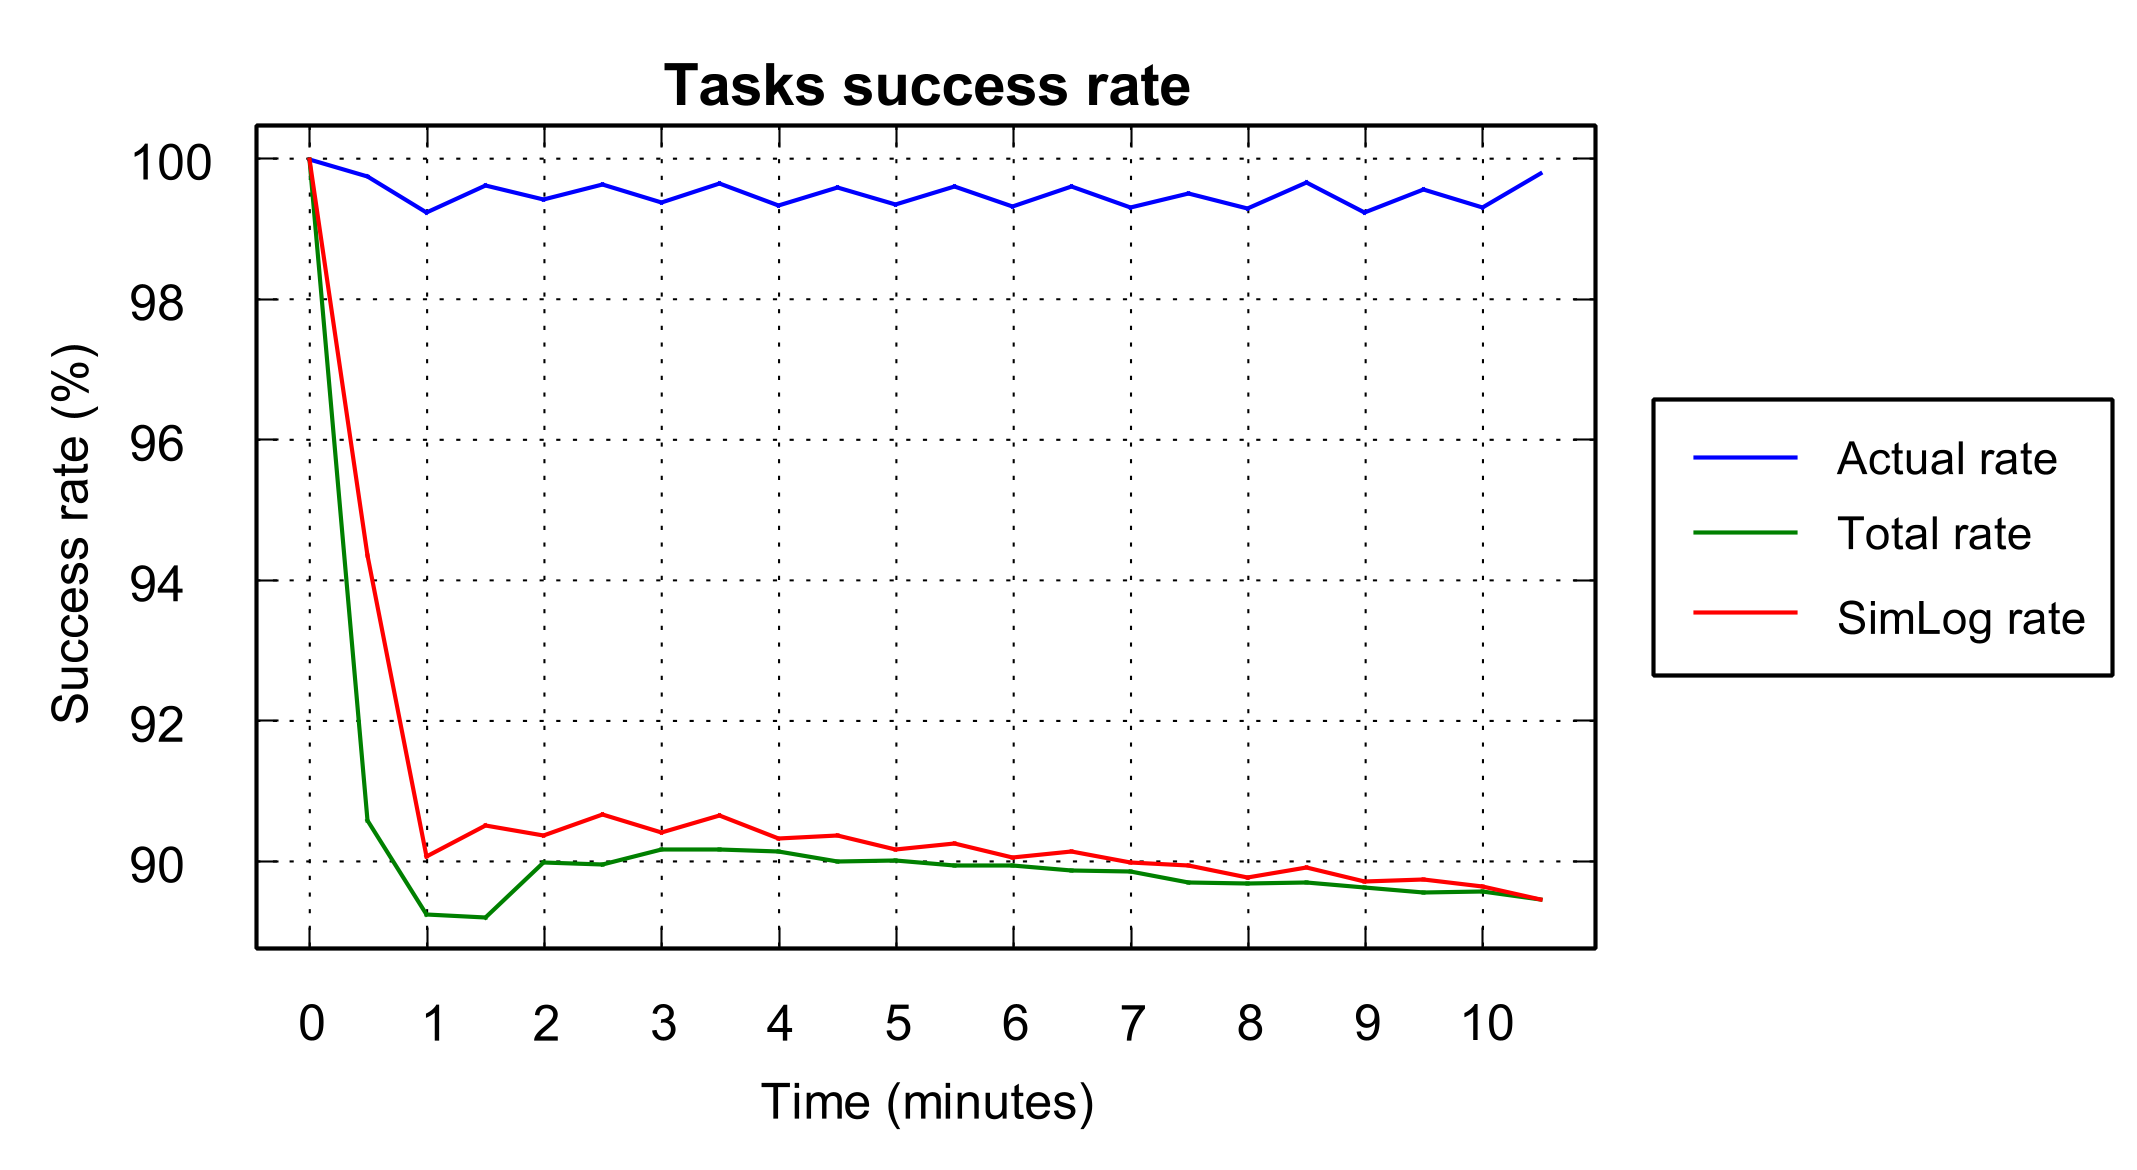 Tasks success rate
100
98
96
94
92
90
Success rate (%)
0 1 2 3 4 5 6 7 8 9 10
Time (minutes)
Actual rate
Total rate
SimLog rate